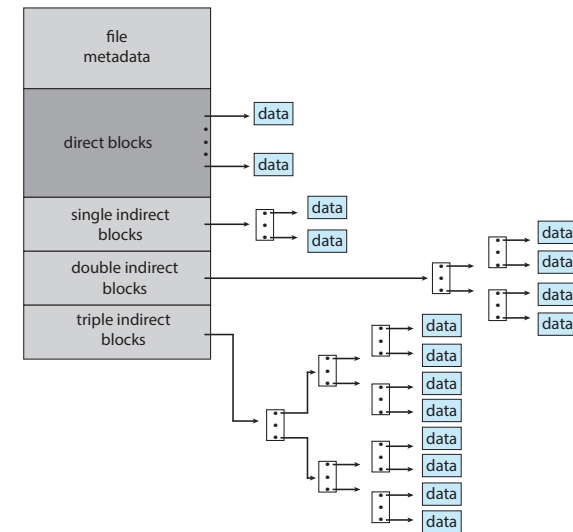 file
metadata
direct blocks
data
data
single indirect
blocks
data
data
double indirect
blocks
data
data
data
data
triple indirect
blocks
data
data
data
data
data
data
data
data